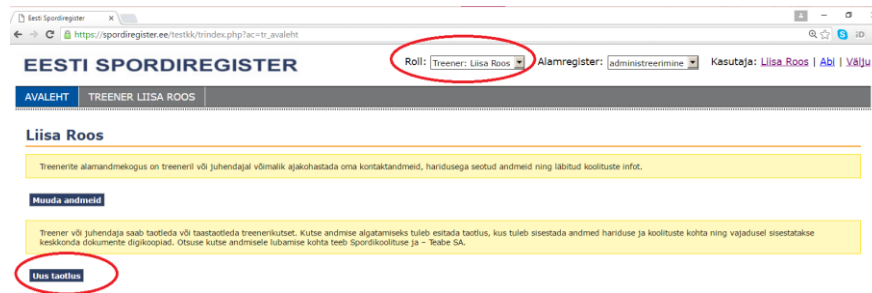 Eesti Spordiregister
https://spordiregister.ee/testkk/trindex.php?ac=tr_avaleht
EESTI SPORDIREGISTER
Roll: Treener: Liisa Roos Alamregister: administreerimine Kasutaja: Liisa Roos | Abi | Välju
AVALEHT TREENER LIISA ROOS
Liisa Roos
Treenerite alamandmekogus on treeneril või juhendajal võimalik ajakohastada oma kontaktandmeid, haridusega seotud andmeid ning läbitud koolituste infot.
Muuda andmeid
Treener või juhendaja saab taotleda või taastaotleda treenerikutset. Kutse andmise algatamiseks tuleb esitada taotlus, kus tuleb sisestada andmed hariduse ja koolituste kohta ning vajadusel sisestatakse
keskkonda dokumente digikoopiad. Otsuse kutse andmisele lubamise kohta teeb Spordikoolituse ja – Teabe SA.
Uus taotlus